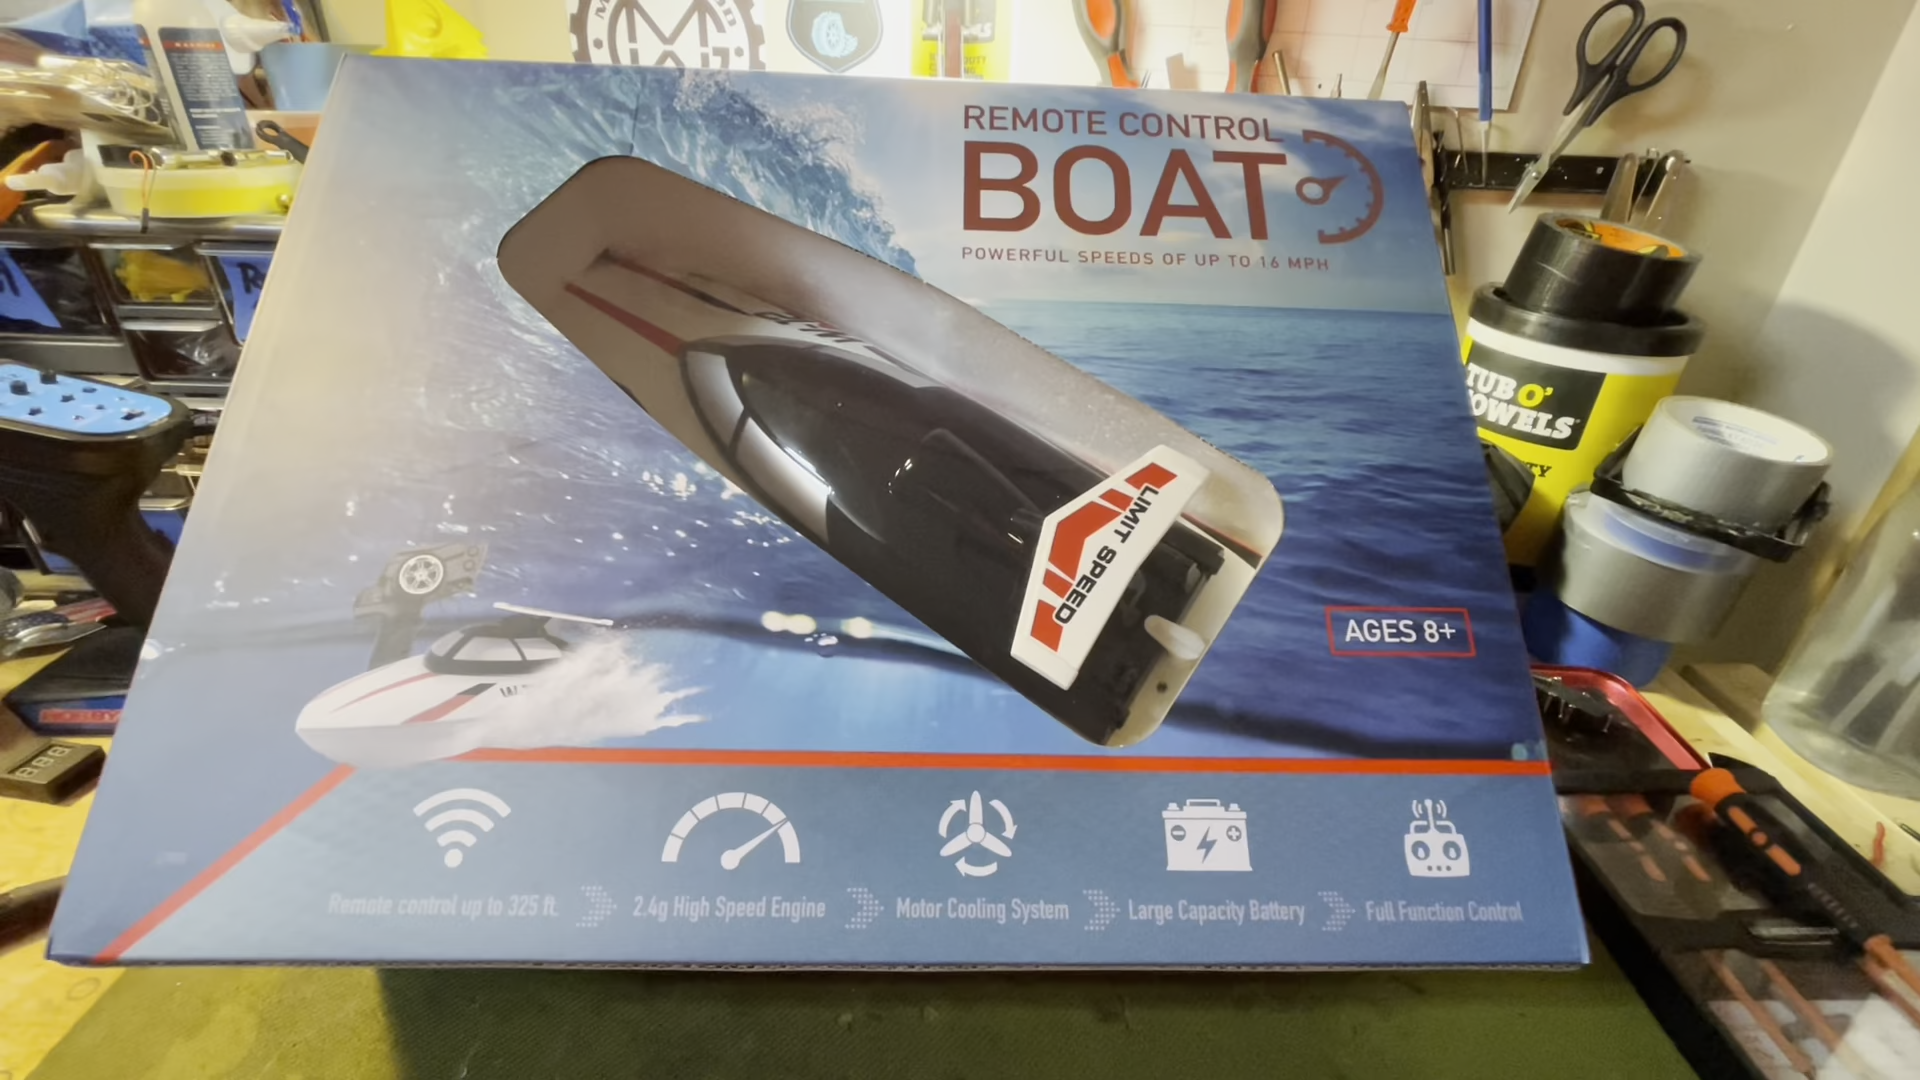 REMOTE CONTROL
BOAT
POWERFUL SPEEDS OF UP TO 16 MPH
LIMIT SPEED
AGES 8+
TUB O'
TOWELS
Remote control up to 325 ft.
2.4g High Speed Engine
Motor Cooling System
Large Capacity Battery
Full Function Control